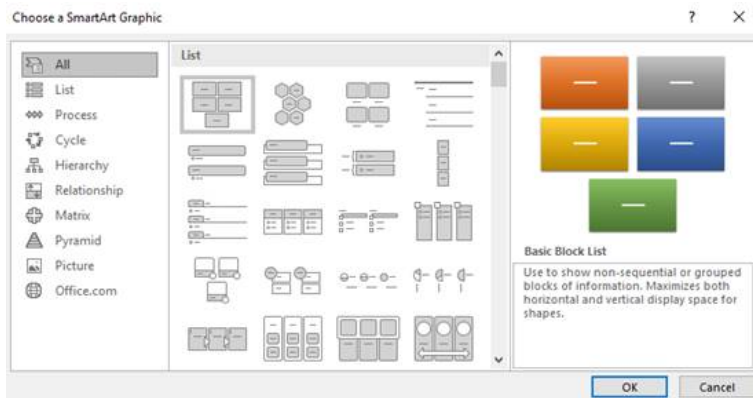 Choose a SmartArt Graphic
?
All
List
Process
Cycle
Hierarchy
Relationship
Matrix
Pyramid
Picture
Office.com
List
Basic Block List
Use to show non-sequential or grouped
blocks of information. Maximizes both
horizontal and vertical display space for
shapes.
OK
Cancel